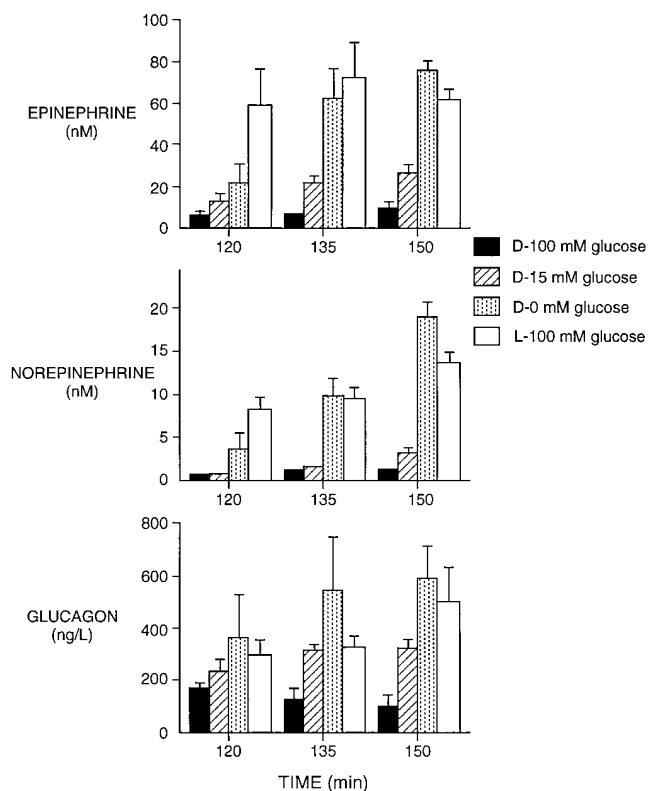 100
80
60
40
20
0
EPINEPHRINE
(nM)
120 135 150
D-100 mM glucose
D-15 mM glucose
D-0 mM glucose
L-100 mM glucose
20
15
10
5
0
NOREPINEPHRINE
(nM)
120 135 150
800
600
400
200
0
GLUCAGON
(ng/L)
120 135 150
TIME (min)